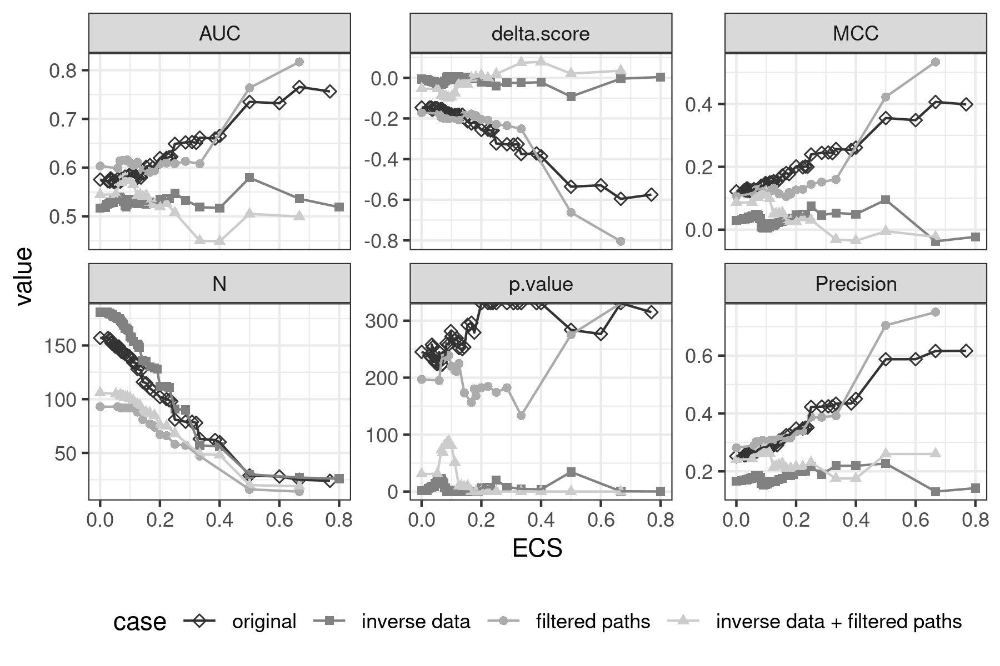 AUC
delta.score
MCC
0.8
0.7
0.6
0.5
0.0
-0.2
-0.4
-0.6
-0.8
0.4
0.2
0.0
N
p.value
Precision
150
100
50
300
200
100
0
0.6
0.4
0.2
0.0 0.2 0.4 0.6 0.8
0.0 0.2 0.4 0.6 0.8
0.0 0.2 0.4 0.6 0.8
value
ECS
case original inverse data filtered paths inverse data + filtered paths